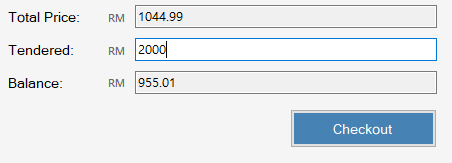 Total Price: RM 1044.99
Tendered: RM 2000
Balance: RM 955.01
Checkout